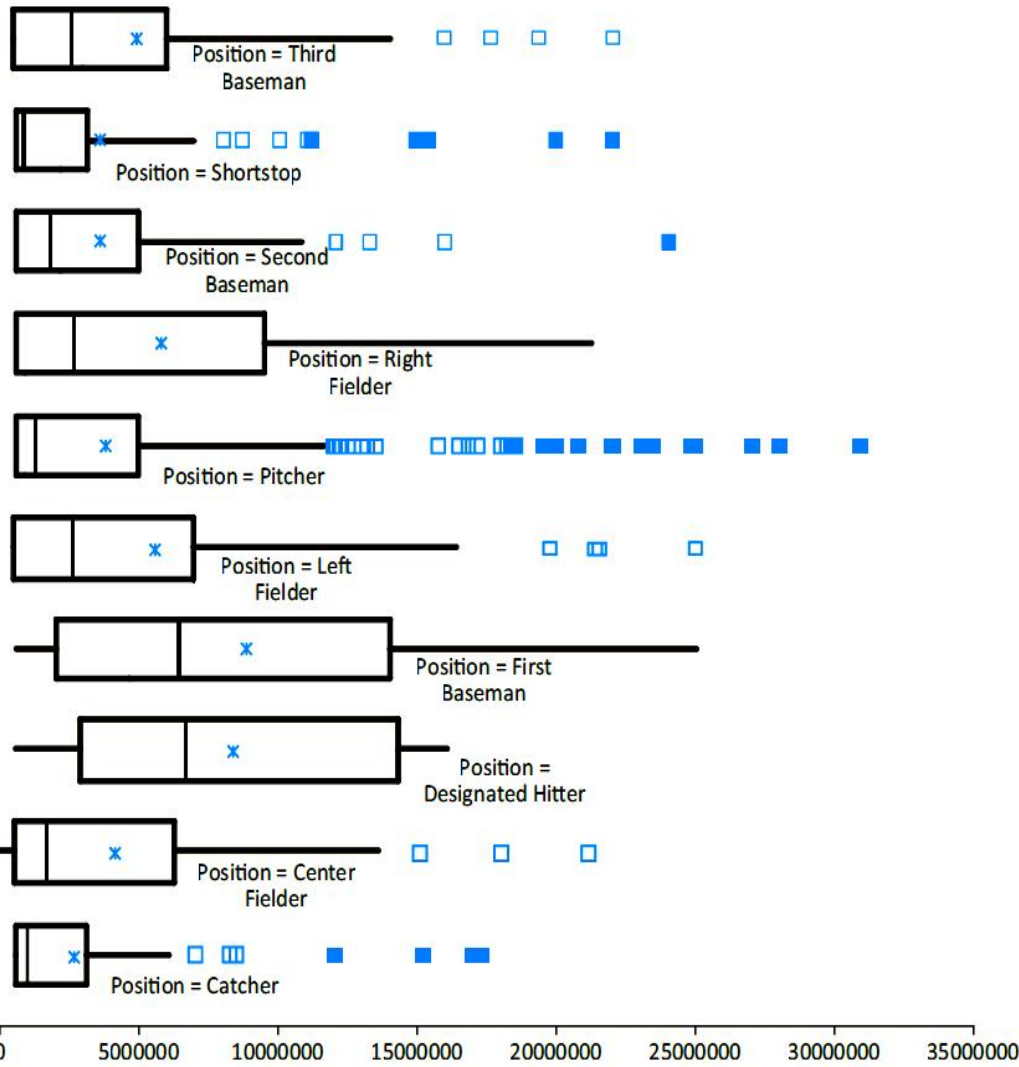 Position = Third
Baseman
Position = Shortstop
Position = Second
Baseman
Position = Right
Fielder
Position = Pitcher
Position = Left
Fielder
Position = First
Baseman
Position =
Designated Hitter
Position = Center
Fielder
Position = Catcher
0 5000000 10000000 15000000 20000000 25000000 30000000 35000000